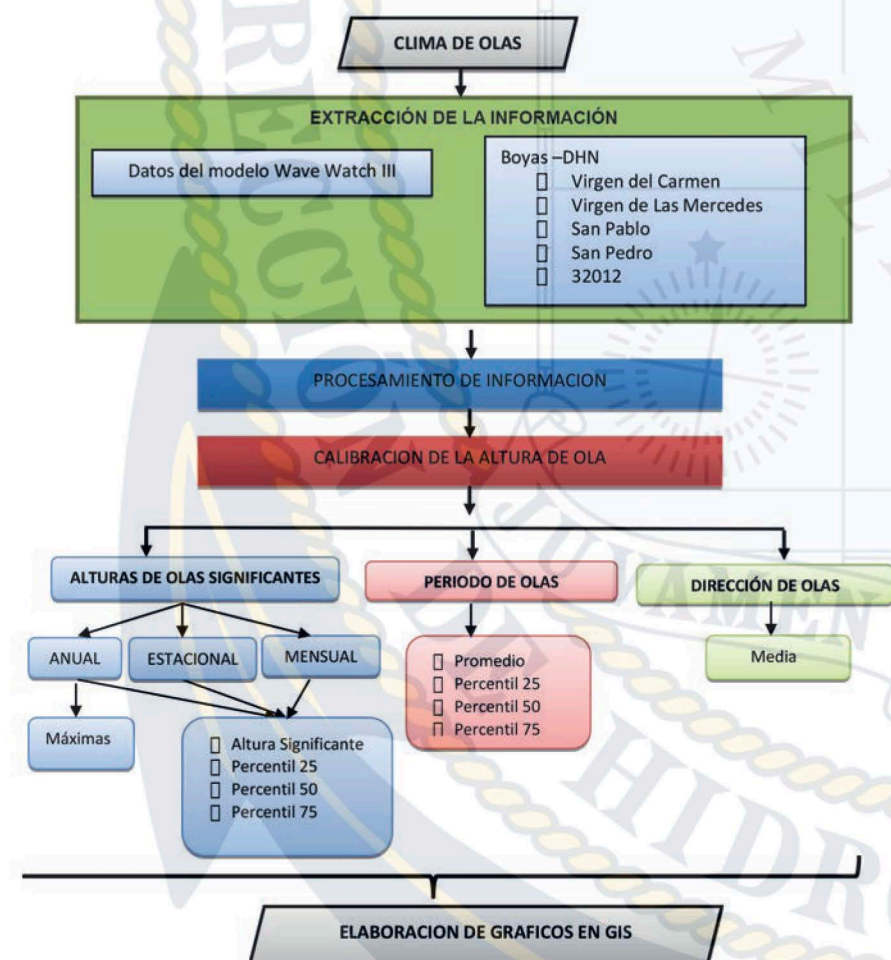 CLIMA DE OLAS
EXTRACCIÓN DE LA INFORMACIÓN
Datos del modelo Wave Watch III
Boyas –DHN
Virgen del Carmen
Virgen de Las Mercedes
San Pablo
San Pedro
32012
PROCESAMIENTO DE INFORMACION
CALIBRACION DE LA ALTURA DE OLA
ALTURAS DE OLAS SIGNIFICANTES
PERIODO DE OLAS
DIRECCIÓN DE OLAS
ANUAL
ESTACIONAL
MENSUAL
Máximas
Altura Significante
Percentil 25
Percentil 50
Percentil 75
Promedio
Percentil 25
Percentil 50
Percentil 75
Media
ELABORACION DE GRAFICOS EN GIS
JUVAMEN
DE
HIDRO